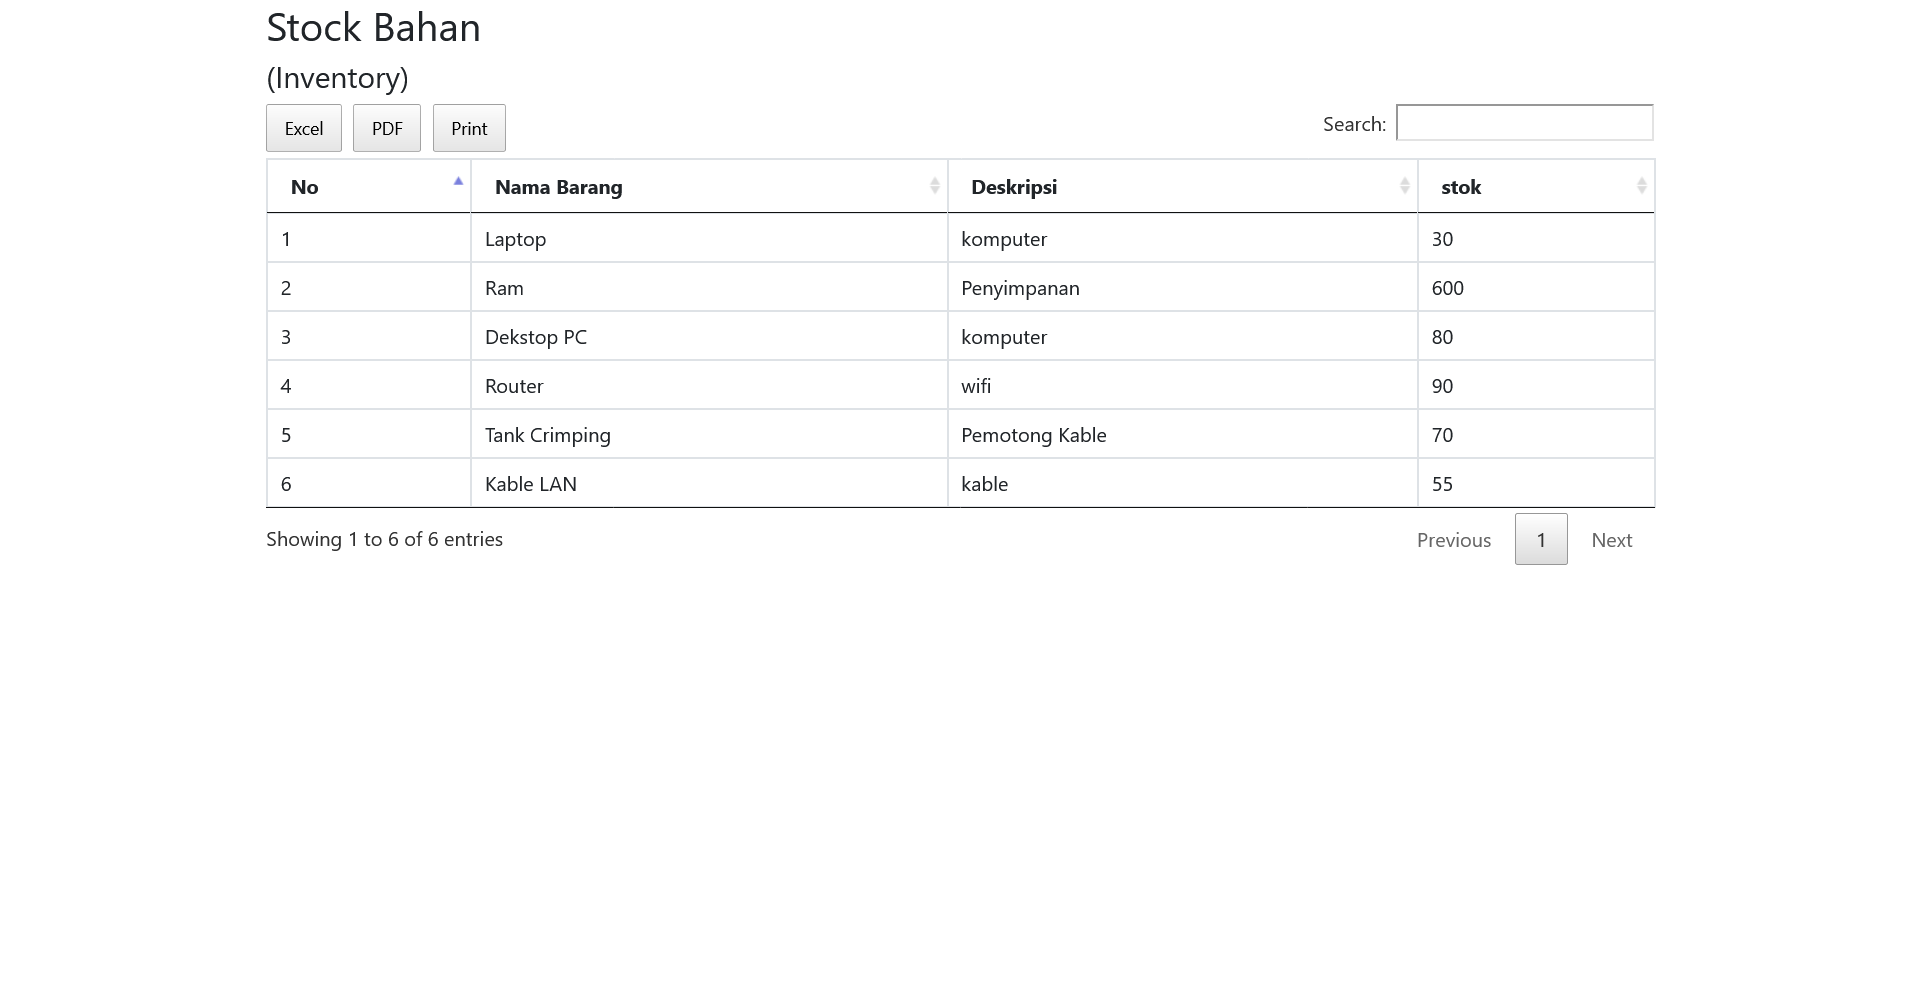 Stock Bahan
(Inventory)
Excel PDF Print Search:
No Nama Barang Deskripsi stok
1 Laptop komputer 30
2 Ram Penyimpanan 600
3 Dekstop PC komputer 80
4 Router wifi 90
5 Tank Crimping Pemotong Kable 70
6 Kable LAN kable 55
Showing 1 to 6 of 6 entries Previous 1 Next